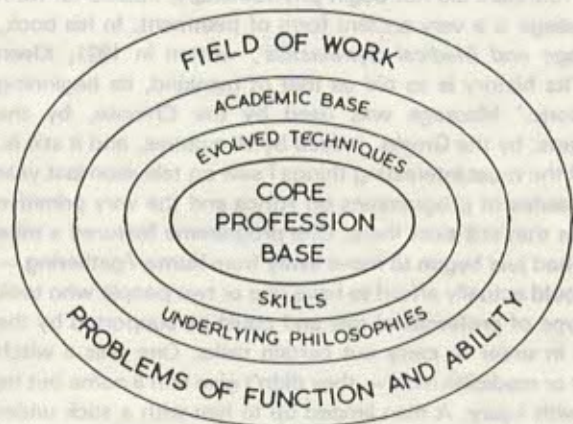 FIELD OF WORK
ACADEMIC BASE
EVOLVED TECHNIQUES
CORE
PROFESSION
BASE
SKILLS
UNDERLYING PHILOSOPHIES
PROBLEMS OF FUNCTION AND ABILITY